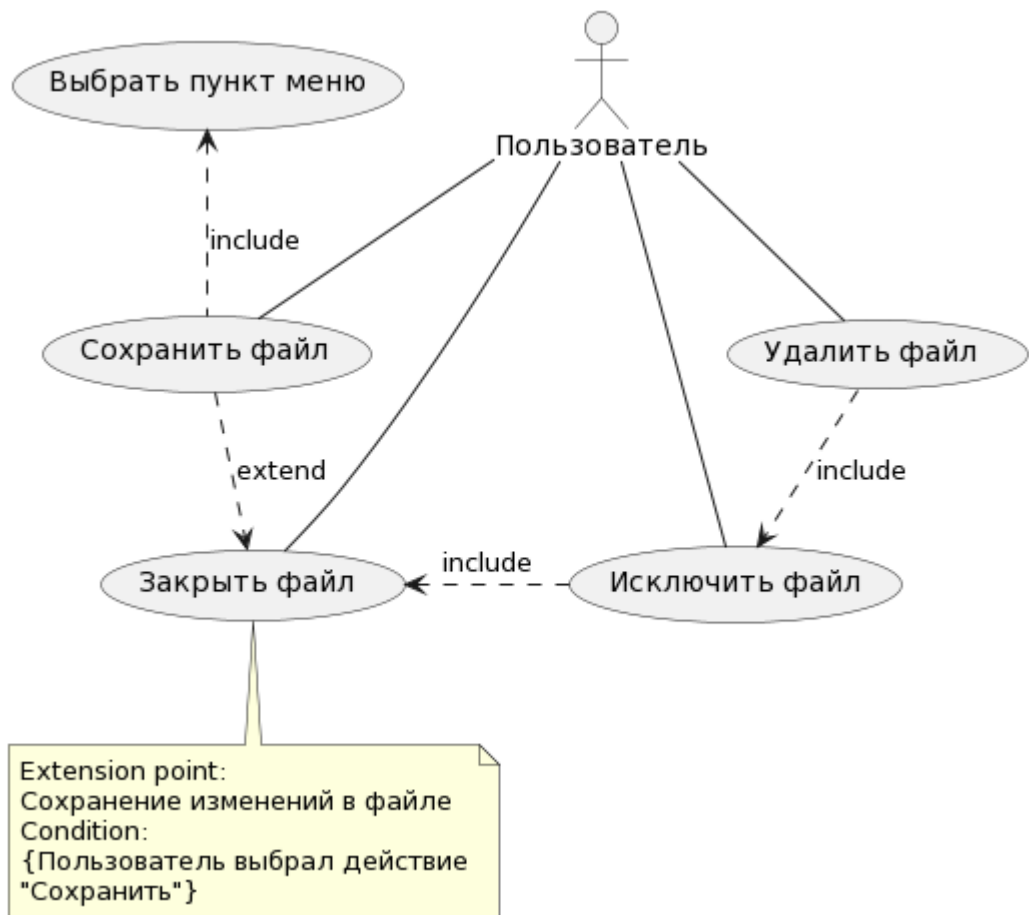 Выбрать пункт меню
Пользователь
include
Сохранить файл
Удалить файл
extend
include
include
Закрыть файл
Исключить файл
Extension point:
Сохранение изменений в файле
Condition:
{Пользователь выбрал действие
"Сохранить"}